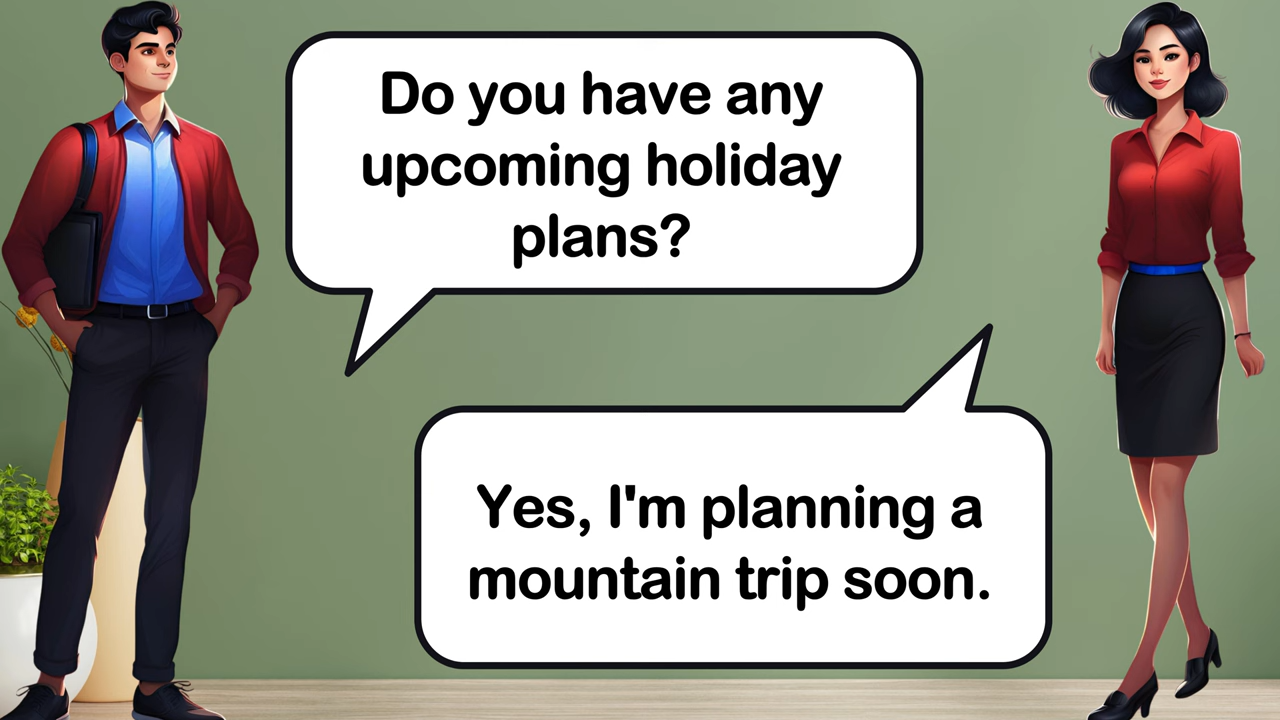 Do you have any
upcoming holiday
plans?
Yes, I'm planning a
mountain trip soon.